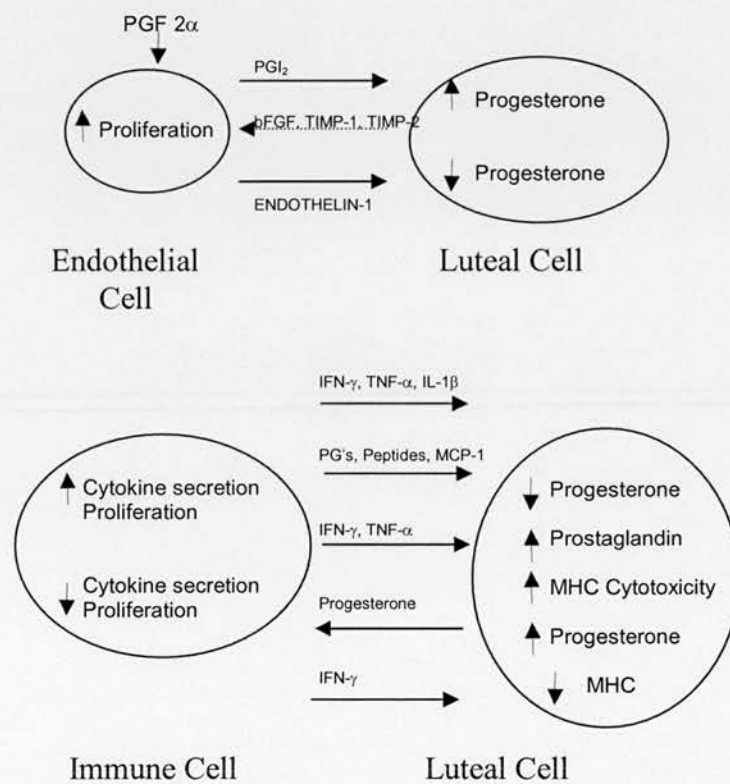 PGF 2α
PGI₂
Proliferation
Progesterone
bFGF, TIMP-1, TIMP-2
Progesterone
ENDOTHELIN-1
Endothelial
Cell
Luteal Cell
IFN-γ, TNF-α, IL-1β
PG's, Peptides, MCP-1
Cytokine secretion
Proliferation
IFN-γ, TNF-α
Cytokine secretion
Proliferation
Progesterone
IFN-γ
Progesterone
Prostaglandin
MHC Cytotoxicity
Progesterone
MHC
Immune Cell
Luteal Cell